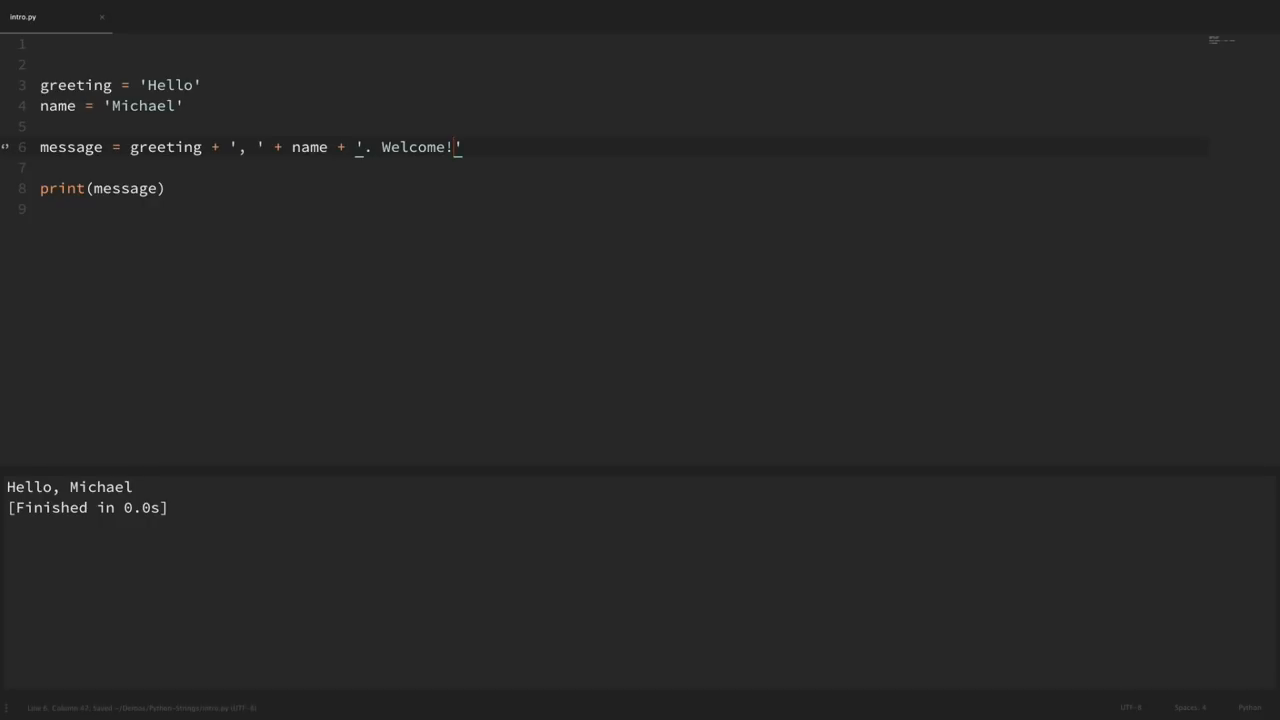 intro.py ×
1
2
3 greeting = 'Hello'
4 name = 'Michael'
5
6 message = greeting + ', ' + name + '. Welcome!'
7
8 print(message)
9
Hello, Michael
[Finished in 0.0s]
Line 6, Column 47; Saved ~/Demos/Python-Strings/intro.py (UTF-8)
UTF-8 Spaces: 4 Python